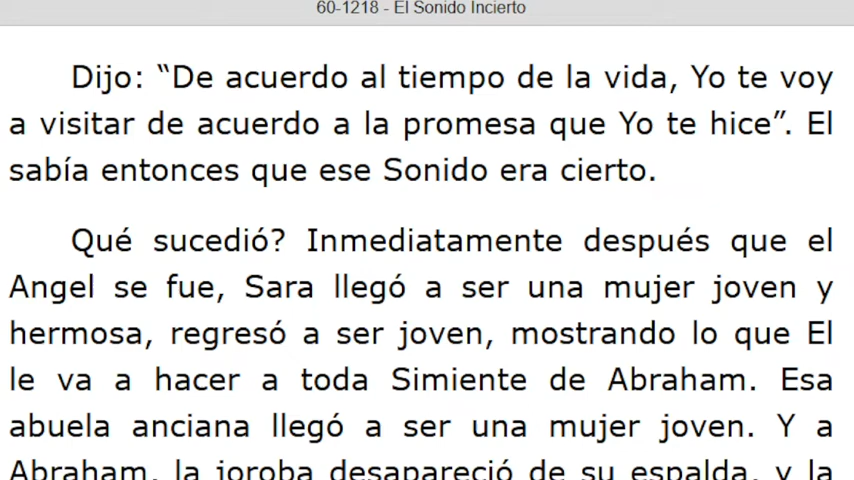 60-1218 - El Sonido Incierto
Dijo: “De acuerdo al tiempo de la vida, Yo te voy
a visitar de acuerdo a la promesa que Yo te hice”. El
sabía entonces que ese Sonido era cierto.
Qué sucedió? Inmediatamente después que el
Angel se fue, Sara llegó a ser una mujer joven y
hermosa, regresó a ser joven, mostrando lo que El
le va a hacer a toda Simiente de Abraham. Esa
abuela anciana llegó a ser una mujer joven. Y a
Abraham, la joroba desapareció de su espalda, y la